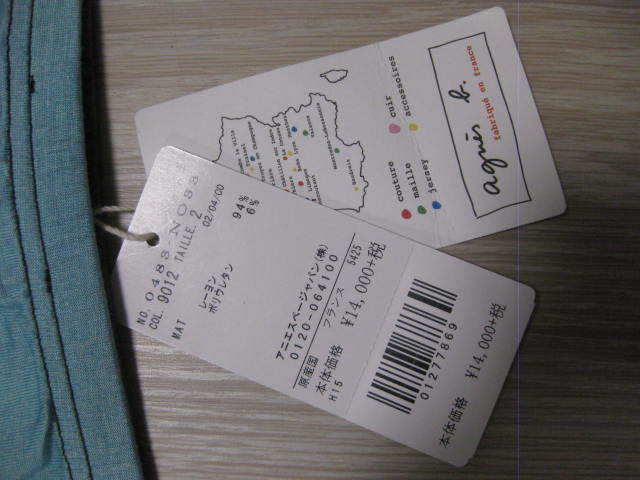 agnès b.
fabriqué en france
cuir
accessoires
couture
maille
jersey
NO. 0483-N098
COL. 9012 TAILLE. 2
02/04/00
MAT
レーヨン 94%
ポリウレタン 6%
アニエスベージャパン(株)
0120-064100
原産国 フランス 5425
本体価格 ¥14,000+税
H15
01277869
本体価格 ¥14,000+税